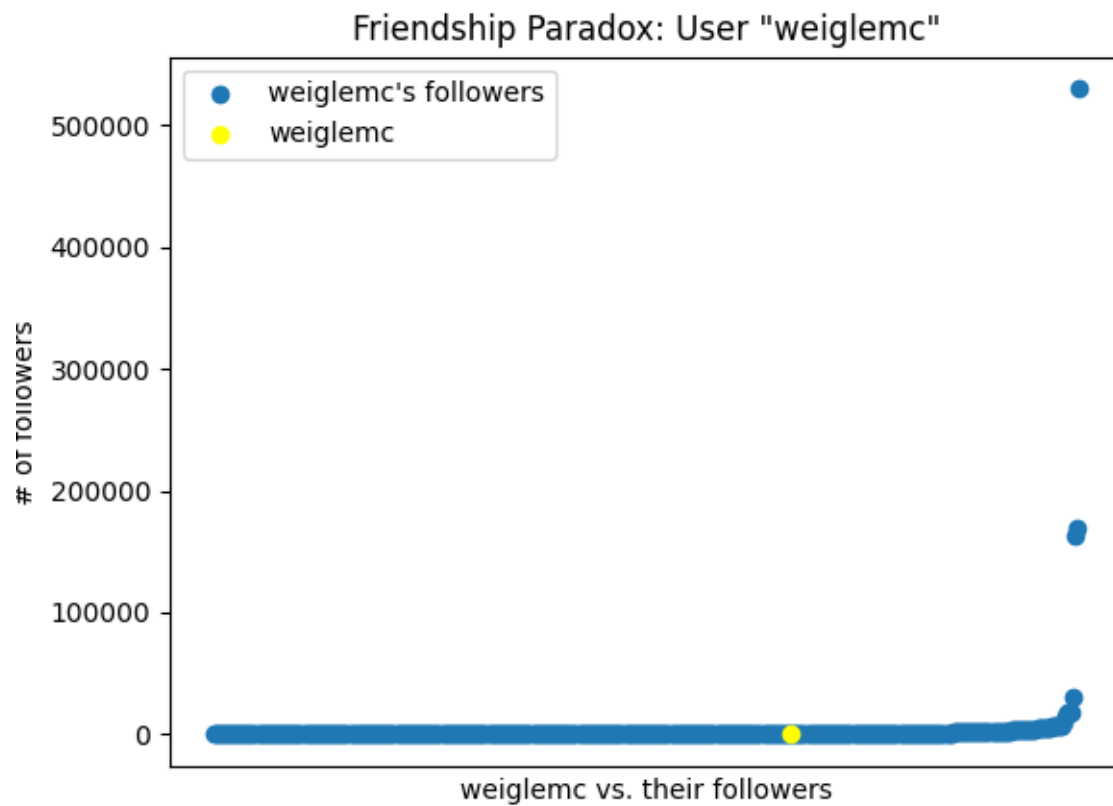 Friendship Paradox: User "weiglemc"
weiglemc's followers
weiglemc
500000
400000
300000
200000
100000
0
# of followers
weiglemc vs. their followers